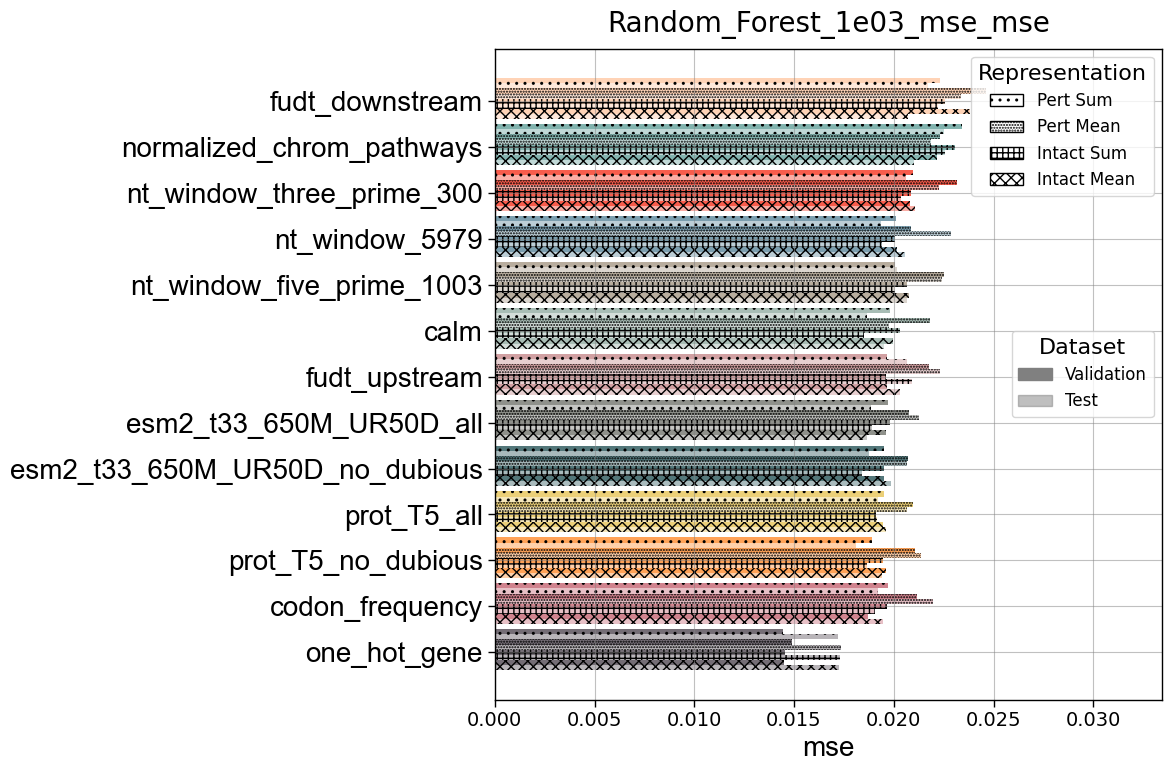 Random_Forest_1e03_mse_mse
Representation
Pert Sum
Pert Mean
Intact Sum
Intact Mean
Dataset
Validation
Test
fudt_downstream
normalized_chrom_pathways
nt_window_three_prime_300
nt_window_5979
nt_window_five_prime_1003
calm
fudt_upstream
esm2_t33_650M_UR50D_all
esm2_t33_650M_UR50D_no_dubious
prot_T5_all
prot_T5_no_dubious
codon_frequency
one_hot_gene
0.000 0.005 0.010 0.015 0.020 0.025 0.030
mse